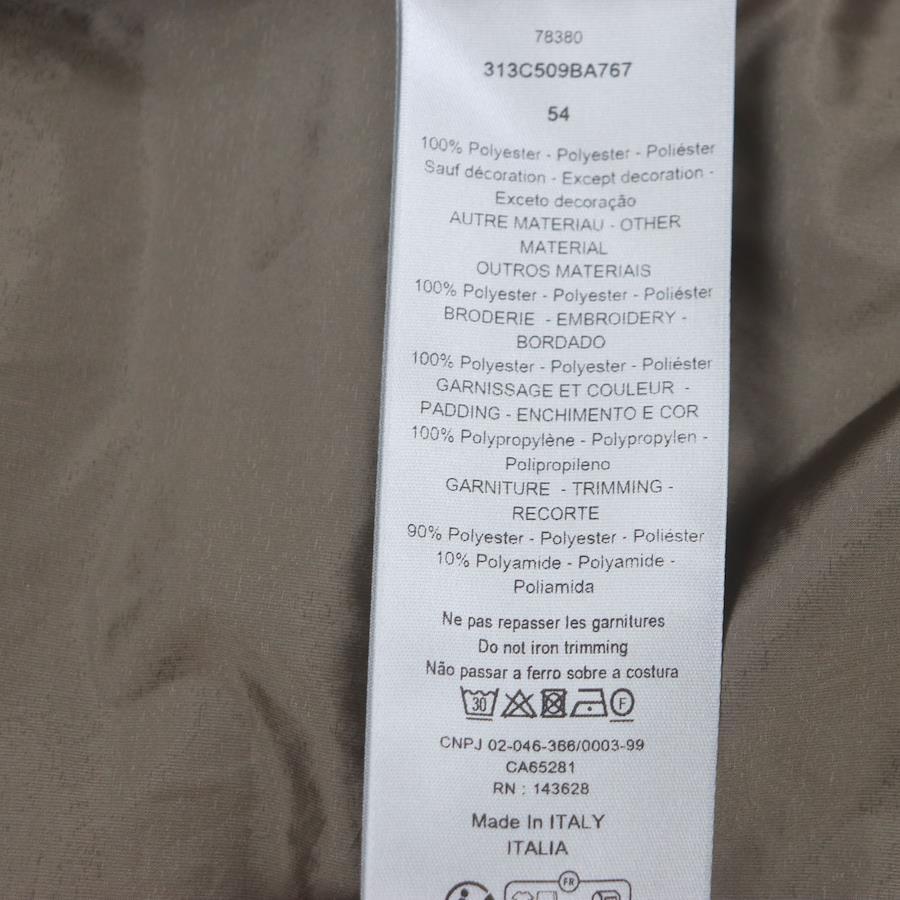 78380
313C509BA767
54
100% Polyester - Polyester - Poliéster
Sauf décoration - Except decoration -
Exceto decoração
AUTRE MATERIAU - OTHER
MATERIAL
OUTROS MATERIAIS
100% Polyester - Polyester - Poliéster
BRODERIE - EMBROIDERY -
BORDADO
100% Polyester - Polyester - Poliéster
GARNISSAGE ET COULEUR -
PADDING - ENCHIMENTO E COR
100% Polypropylène - Polypropylen -
Polipropileno
GARNITURE - TRIMMING -
RECORTE
90% Polyester - Polyester - Poliéster
10% Polyamide - Polyamide -
Poliamida
Ne pas repasser les garnitures
Do not iron trimming
Não passar a ferro sobre a costura
30 F
CNPJ 02-046-366/0003-99
CA65281
RN : 143628
Made In ITALY
ITALIA
FR